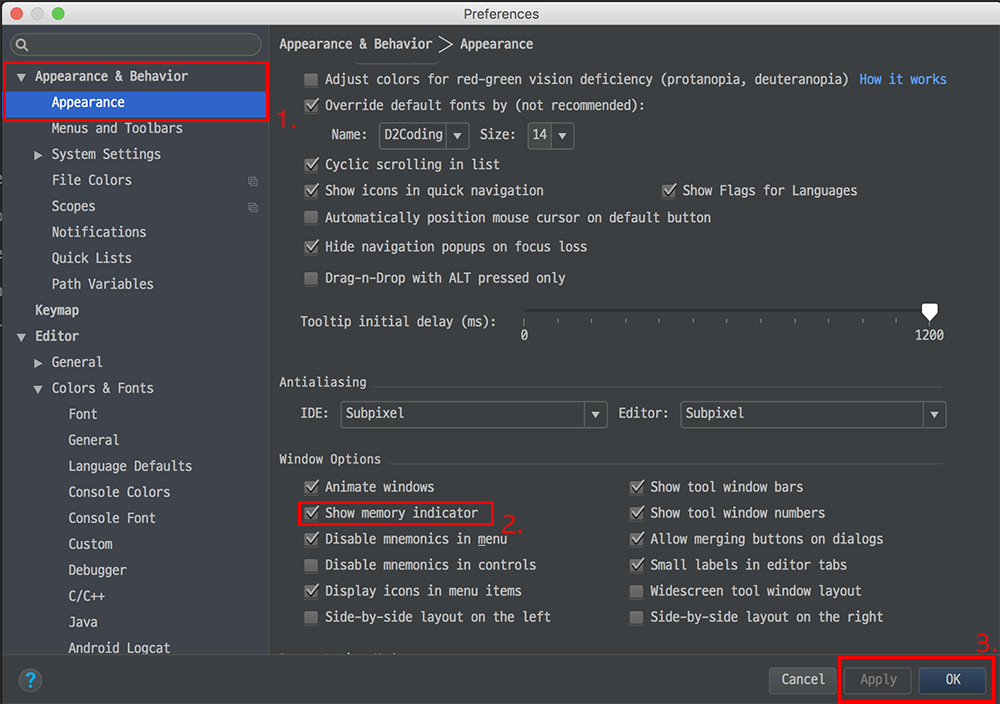 Preferences
Appearance & Behavior
Appearance
Menus and Toolbars
System Settings
File Colors
Scopes
Notifications
Quick Lists
Path Variables
Keymap
Editor
General
Colors & Fonts
Font
General
Language Defaults
Console Colors
Console Font
Custom
Debugger
C/C++
Java
Android Logcat
1.
Appearance & Behavior > Appearance
Adjust colors for red-green vision deficiency (protanopia, deuteranopia) How it works
Override default fonts by (not recommended):
Name: D2Coding Size: 14
Cyclic scrolling in list
Show icons in quick navigation Show Flags for Languages
Automatically position mouse cursor on default button
Hide navigation popups on focus loss
Drag-n-Drop with ALT pressed only
Tooltip initial delay (ms):
0 1200
Antialiasing
IDE: Subpixel Editor: Subpixel
Window Options
Animate windows Show tool window bars
Show memory indicator 2. Show tool window numbers
Disable mnemonics in menu Allow merging buttons on dialogs
Disable mnemonics in controls Small labels in editor tabs
Display icons in menu items Widescreen tool window layout
Side-by-side layout on the left Side-by-side layout on the right
3.
? Cancel Apply OK